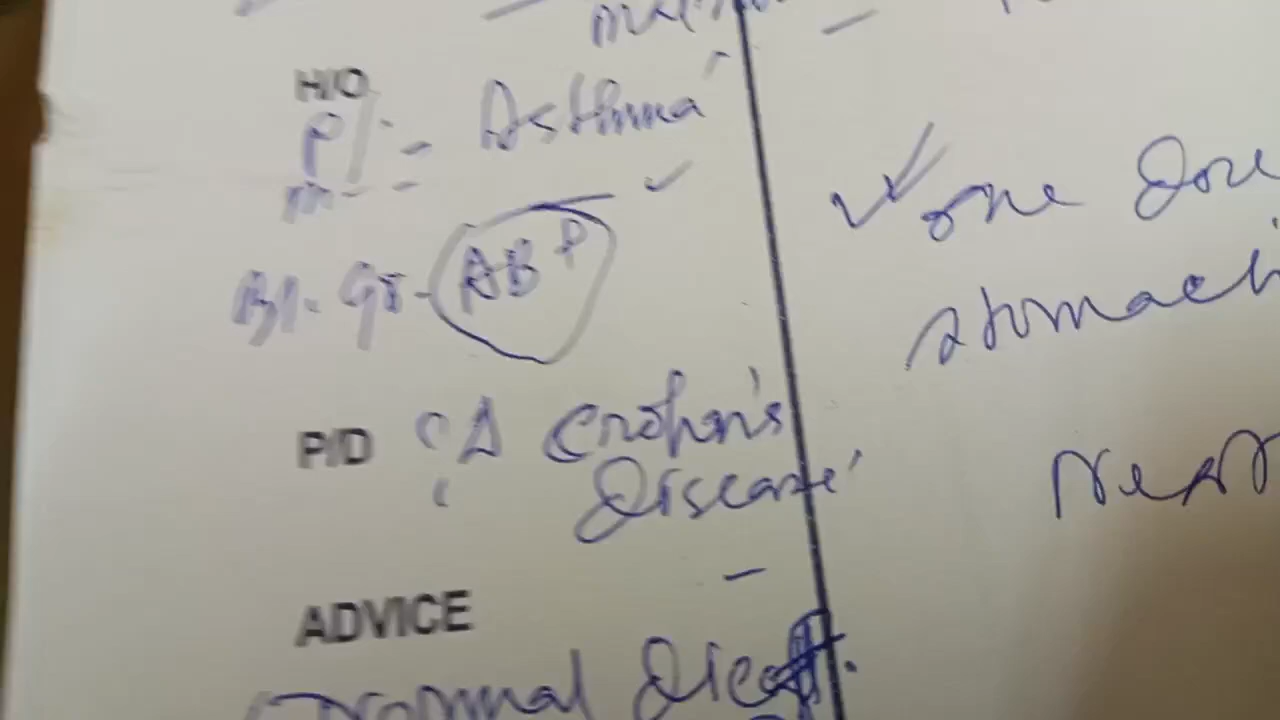 H/O
P/. - Asthma
m - -
Bl. Gr - AB P
✓ one Dose
stomach
P/D Crohn's
Disease
Next
ADVICE
Normal Diet.